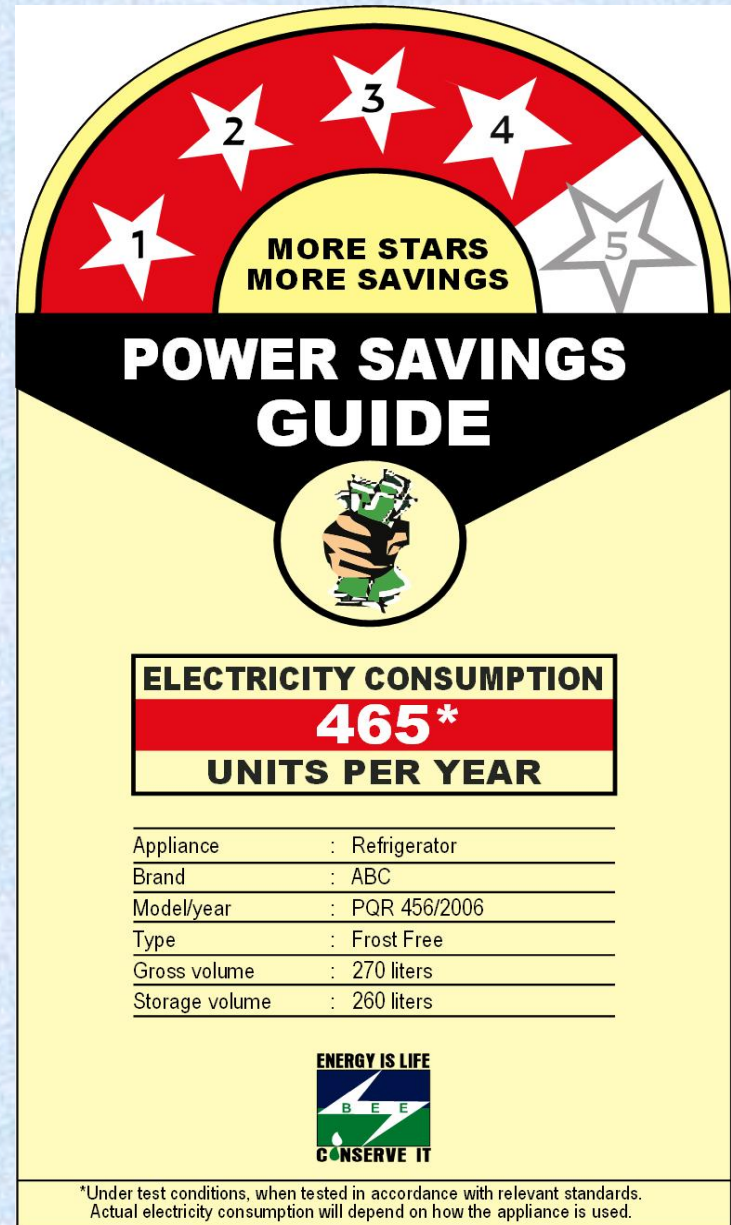 1
2
3
4
5
MORE STARS
MORE SAVINGS
POWER SAVINGS
GUIDE
ELECTRICITY CONSUMPTION
465*
UNITS PER YEAR
Appliance : Refrigerator
Brand : ABC
Model/year : PQR 456/2006
Type : Frost Free
Gross volume : 270 liters
Storage volume : 260 liters
ENERGY IS LIFE
BEE
CONSERVE IT
*Under test conditions, when tested in accordance with relevant standards.
Actual electricity consumption will depend on how the appliance is used.